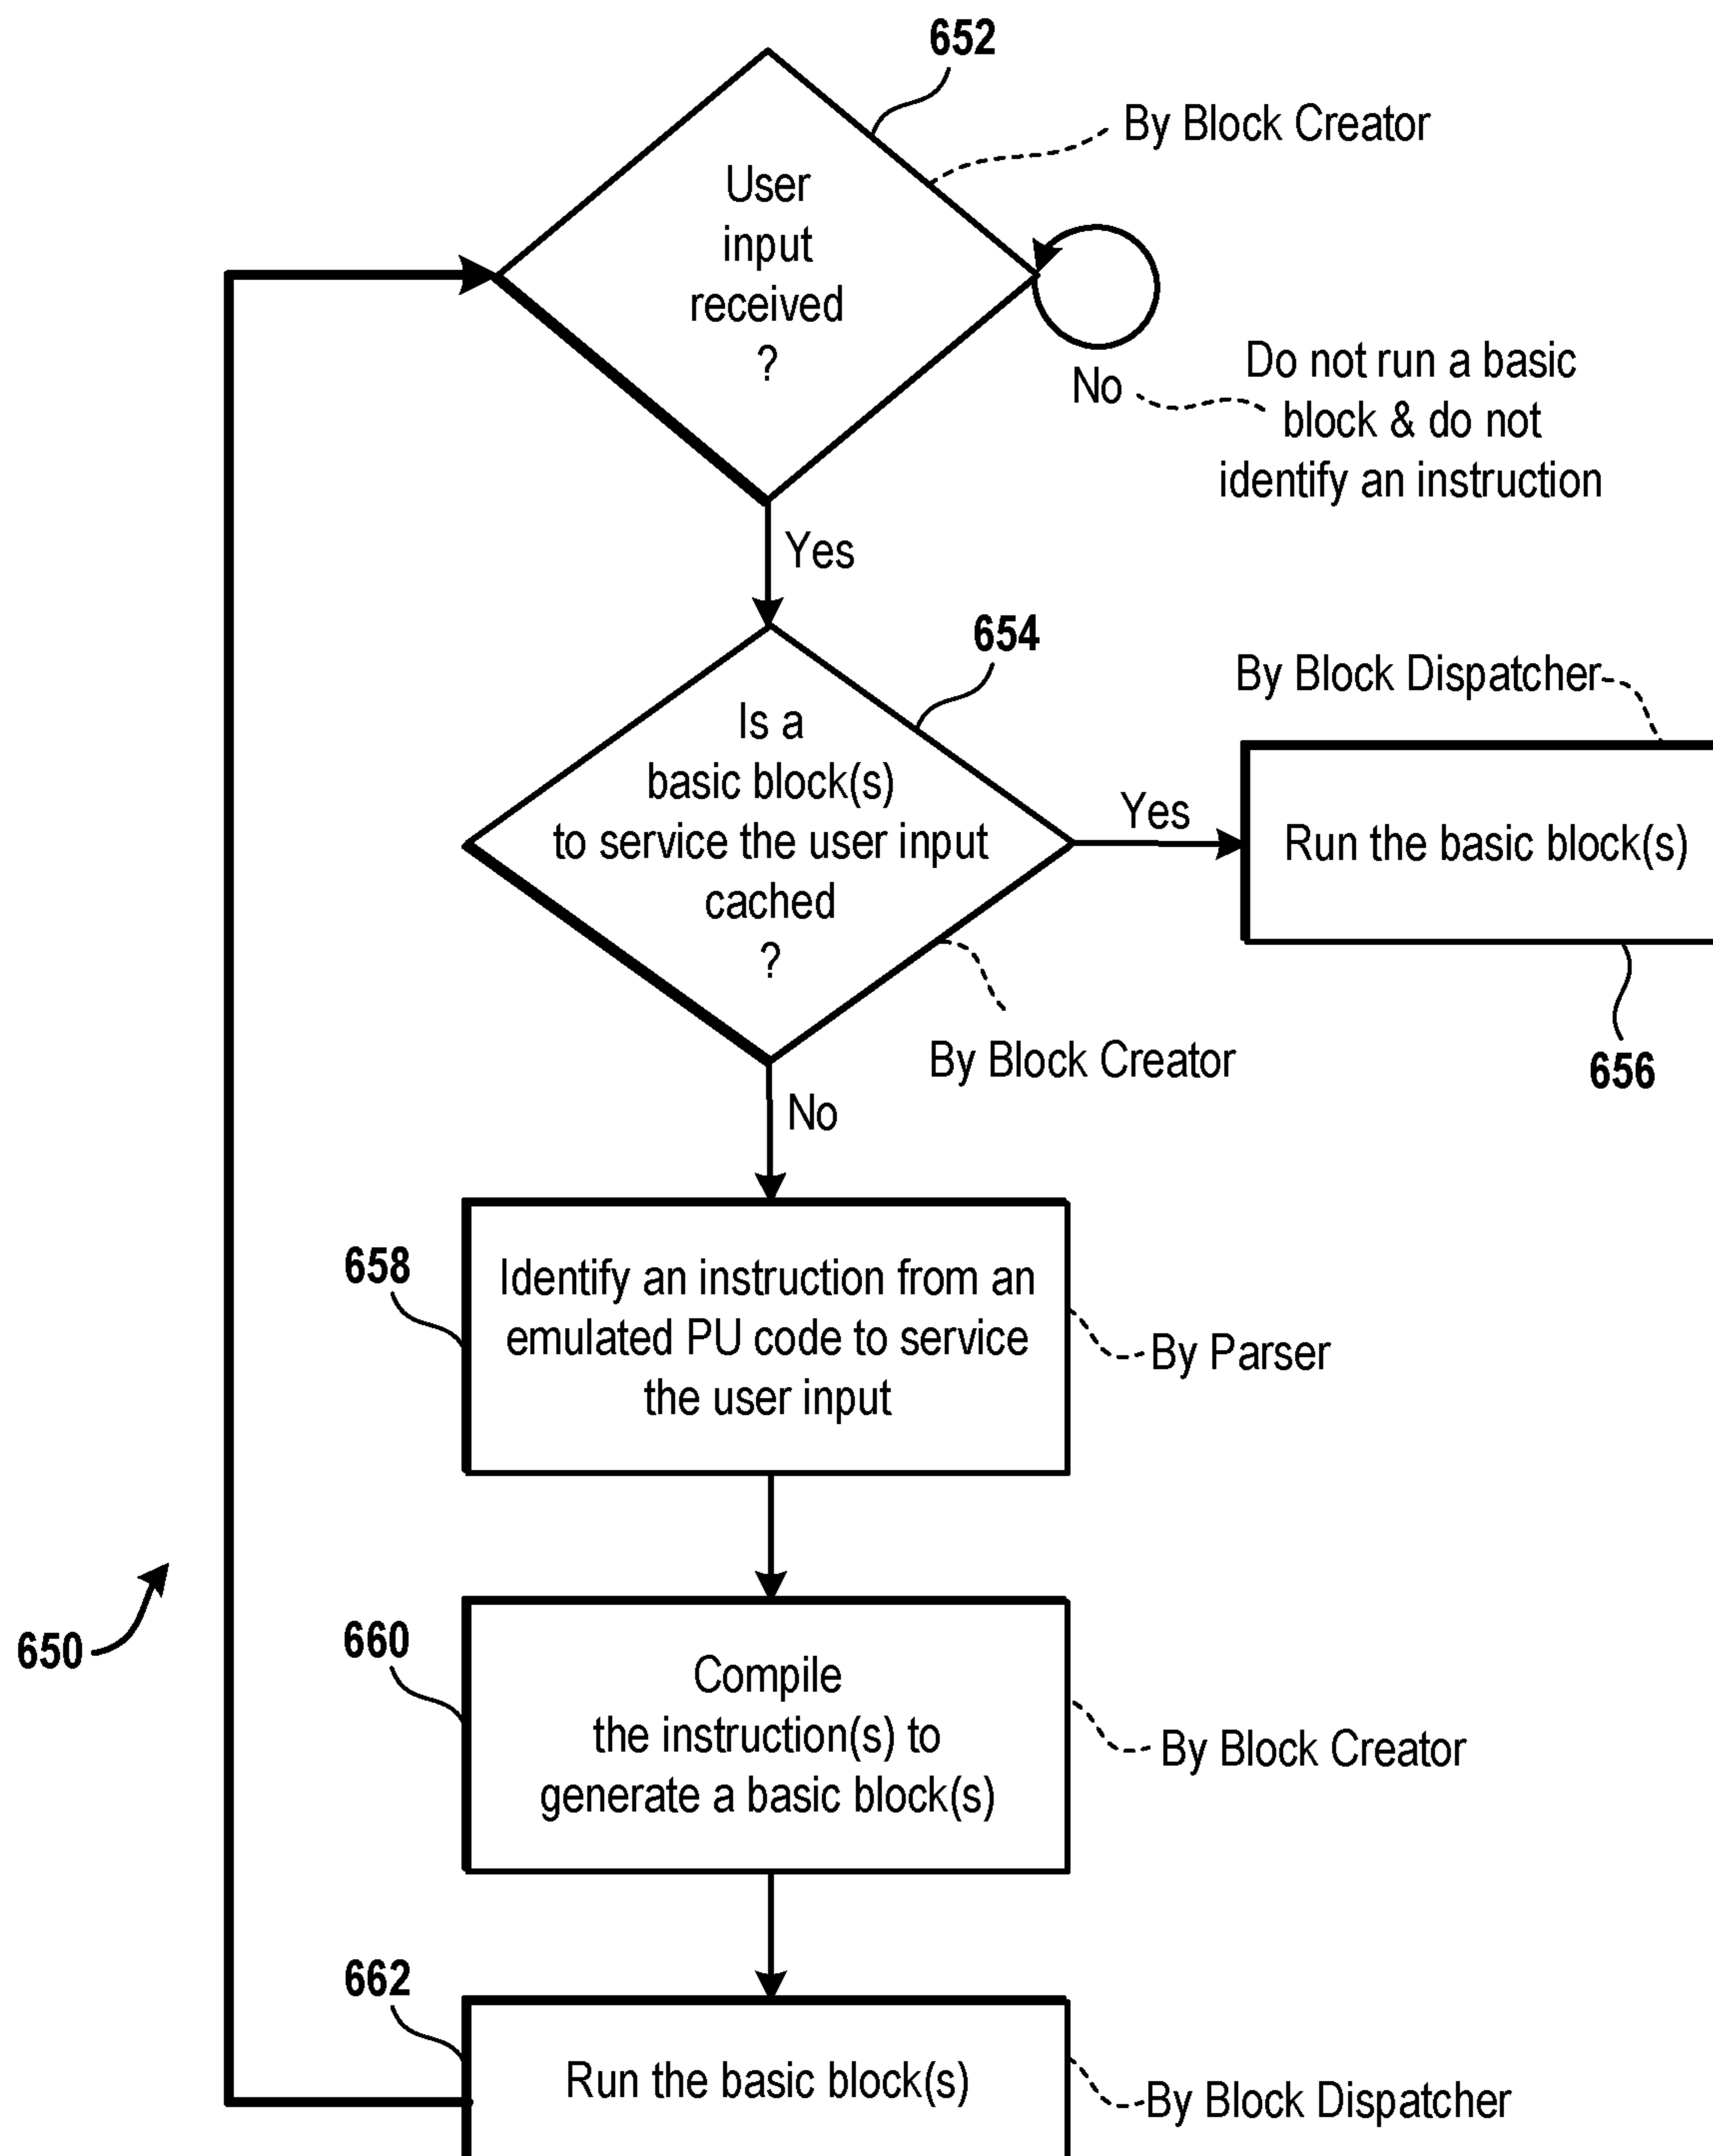 652
By Block Creator
User
input
received
?
No
Do not run a basic
block & do not
identify an instruction
Yes
654
By Block Dispatcher
Is a
basic block(s)
to service the user input
cached
?
Yes
Run the basic block(s)
By Block Creator
656
No
658
Identify an instruction from an
emulated PU code to service
the user input
By Parser
650
660
Compile
the instruction(s) to
generate a basic block(s)
By Block Creator
662
Run the basic block(s)
By Block Dispatcher